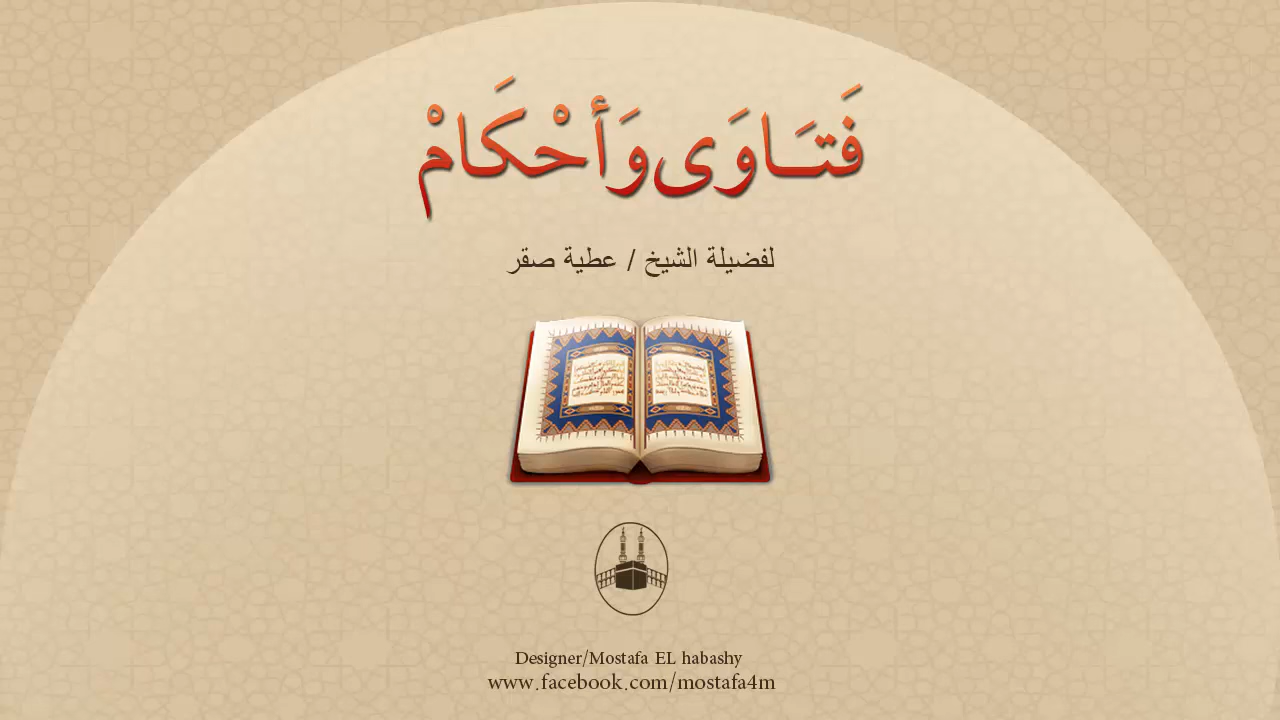 فَتَـاوَى وَأَحْكَامْ
لفضيلة الشيخ / عطية صقر
Designer/Mostafa EL habashy
www.facebook.com/mostafa4m